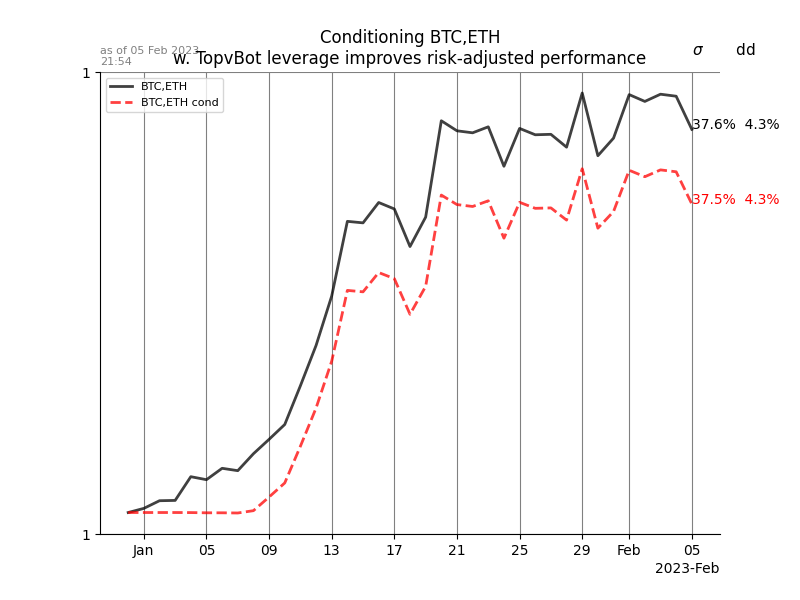 Conditioning BTC,ETH
w. TopvBot leverage improves risk-adjusted performance
as of 05 Feb 2023
21:54
σ dd
1
BTC,ETH
BTC,ETH cond
37.6% 4.3%
37.5% 4.3%
1
Jan 05 09 13 17 21 25 29 Feb 05
2023-Feb